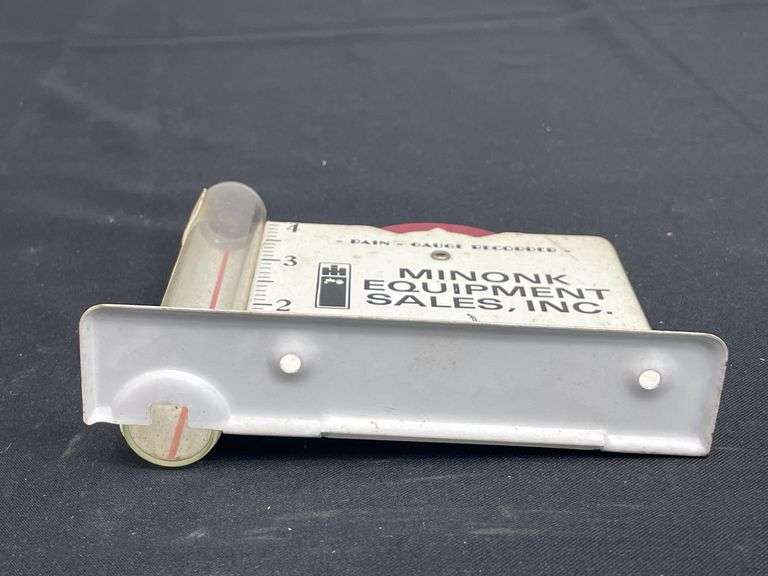 4
- RAIN - GAUGE RECORDER -
3
MINONK
EQUIPMENT
2
SALES, INC.